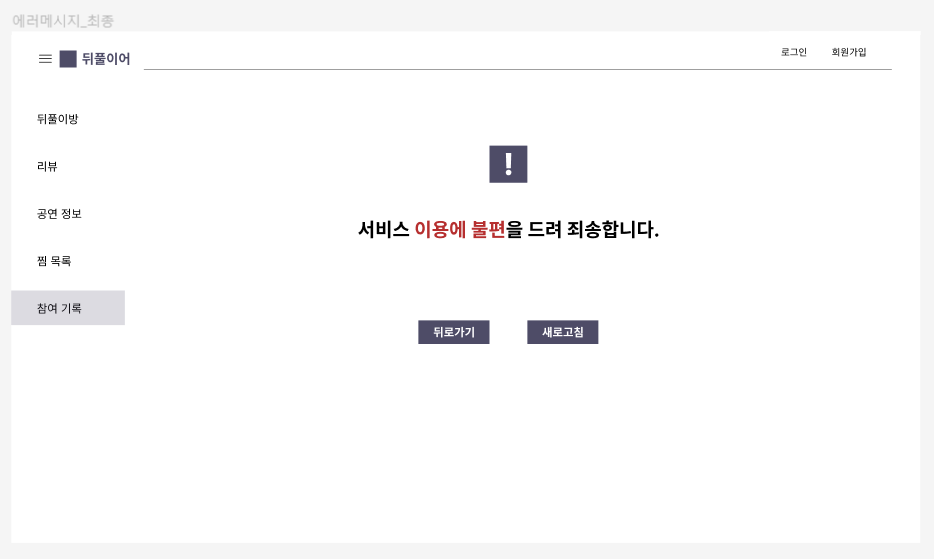 에러메시지_최종
뒤풀이어
로그인 회원가입
뒤풀이방
리뷰
공연 정보
찜 목록
참여 기록
!
서비스 이용에 불편을 드려 죄송합니다.
뒤로가기 새로고침